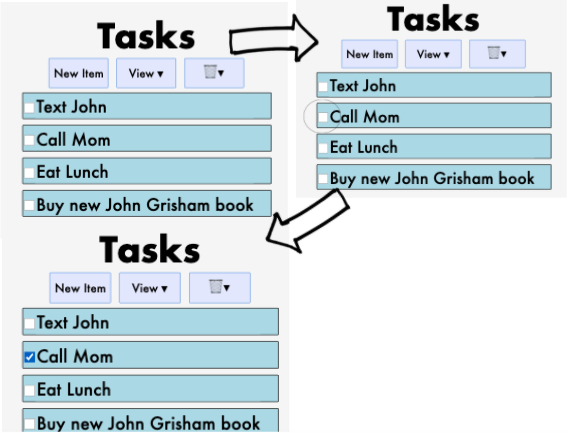 Tasks
New Item View ▾ 🗑▾
Text John
Call Mom
Eat Lunch
Buy new John Grisham book
Tasks
New Item View ▾ 🗑▾
Text John
Call Mom
Eat Lunch
Buy new John Grisham book
Tasks
New Item View ▾ 🗑▾
Text John
Call Mom
Eat Lunch
Buy new John Grisham book